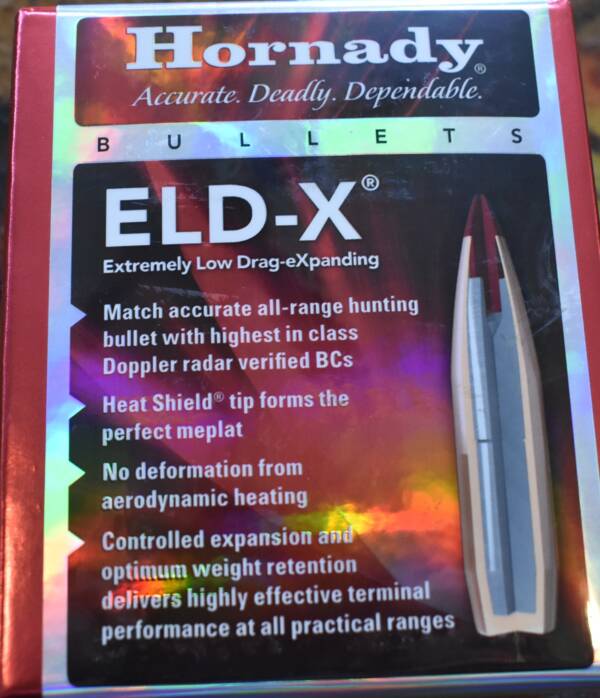 Hornady®
Accurate. Deadly. Dependable.
BULLETS
ELD-X®
Extremely Low Drag-eXpanding
Match accurate all-range hunting
bullet with highest in class
Doppler radar verified BCs
Heat Shield® tip forms the
perfect meplat
No deformation from
aerodynamic heating
Controlled expansion and
optimum weight retention
delivers highly effective terminal
performance at all practical ranges